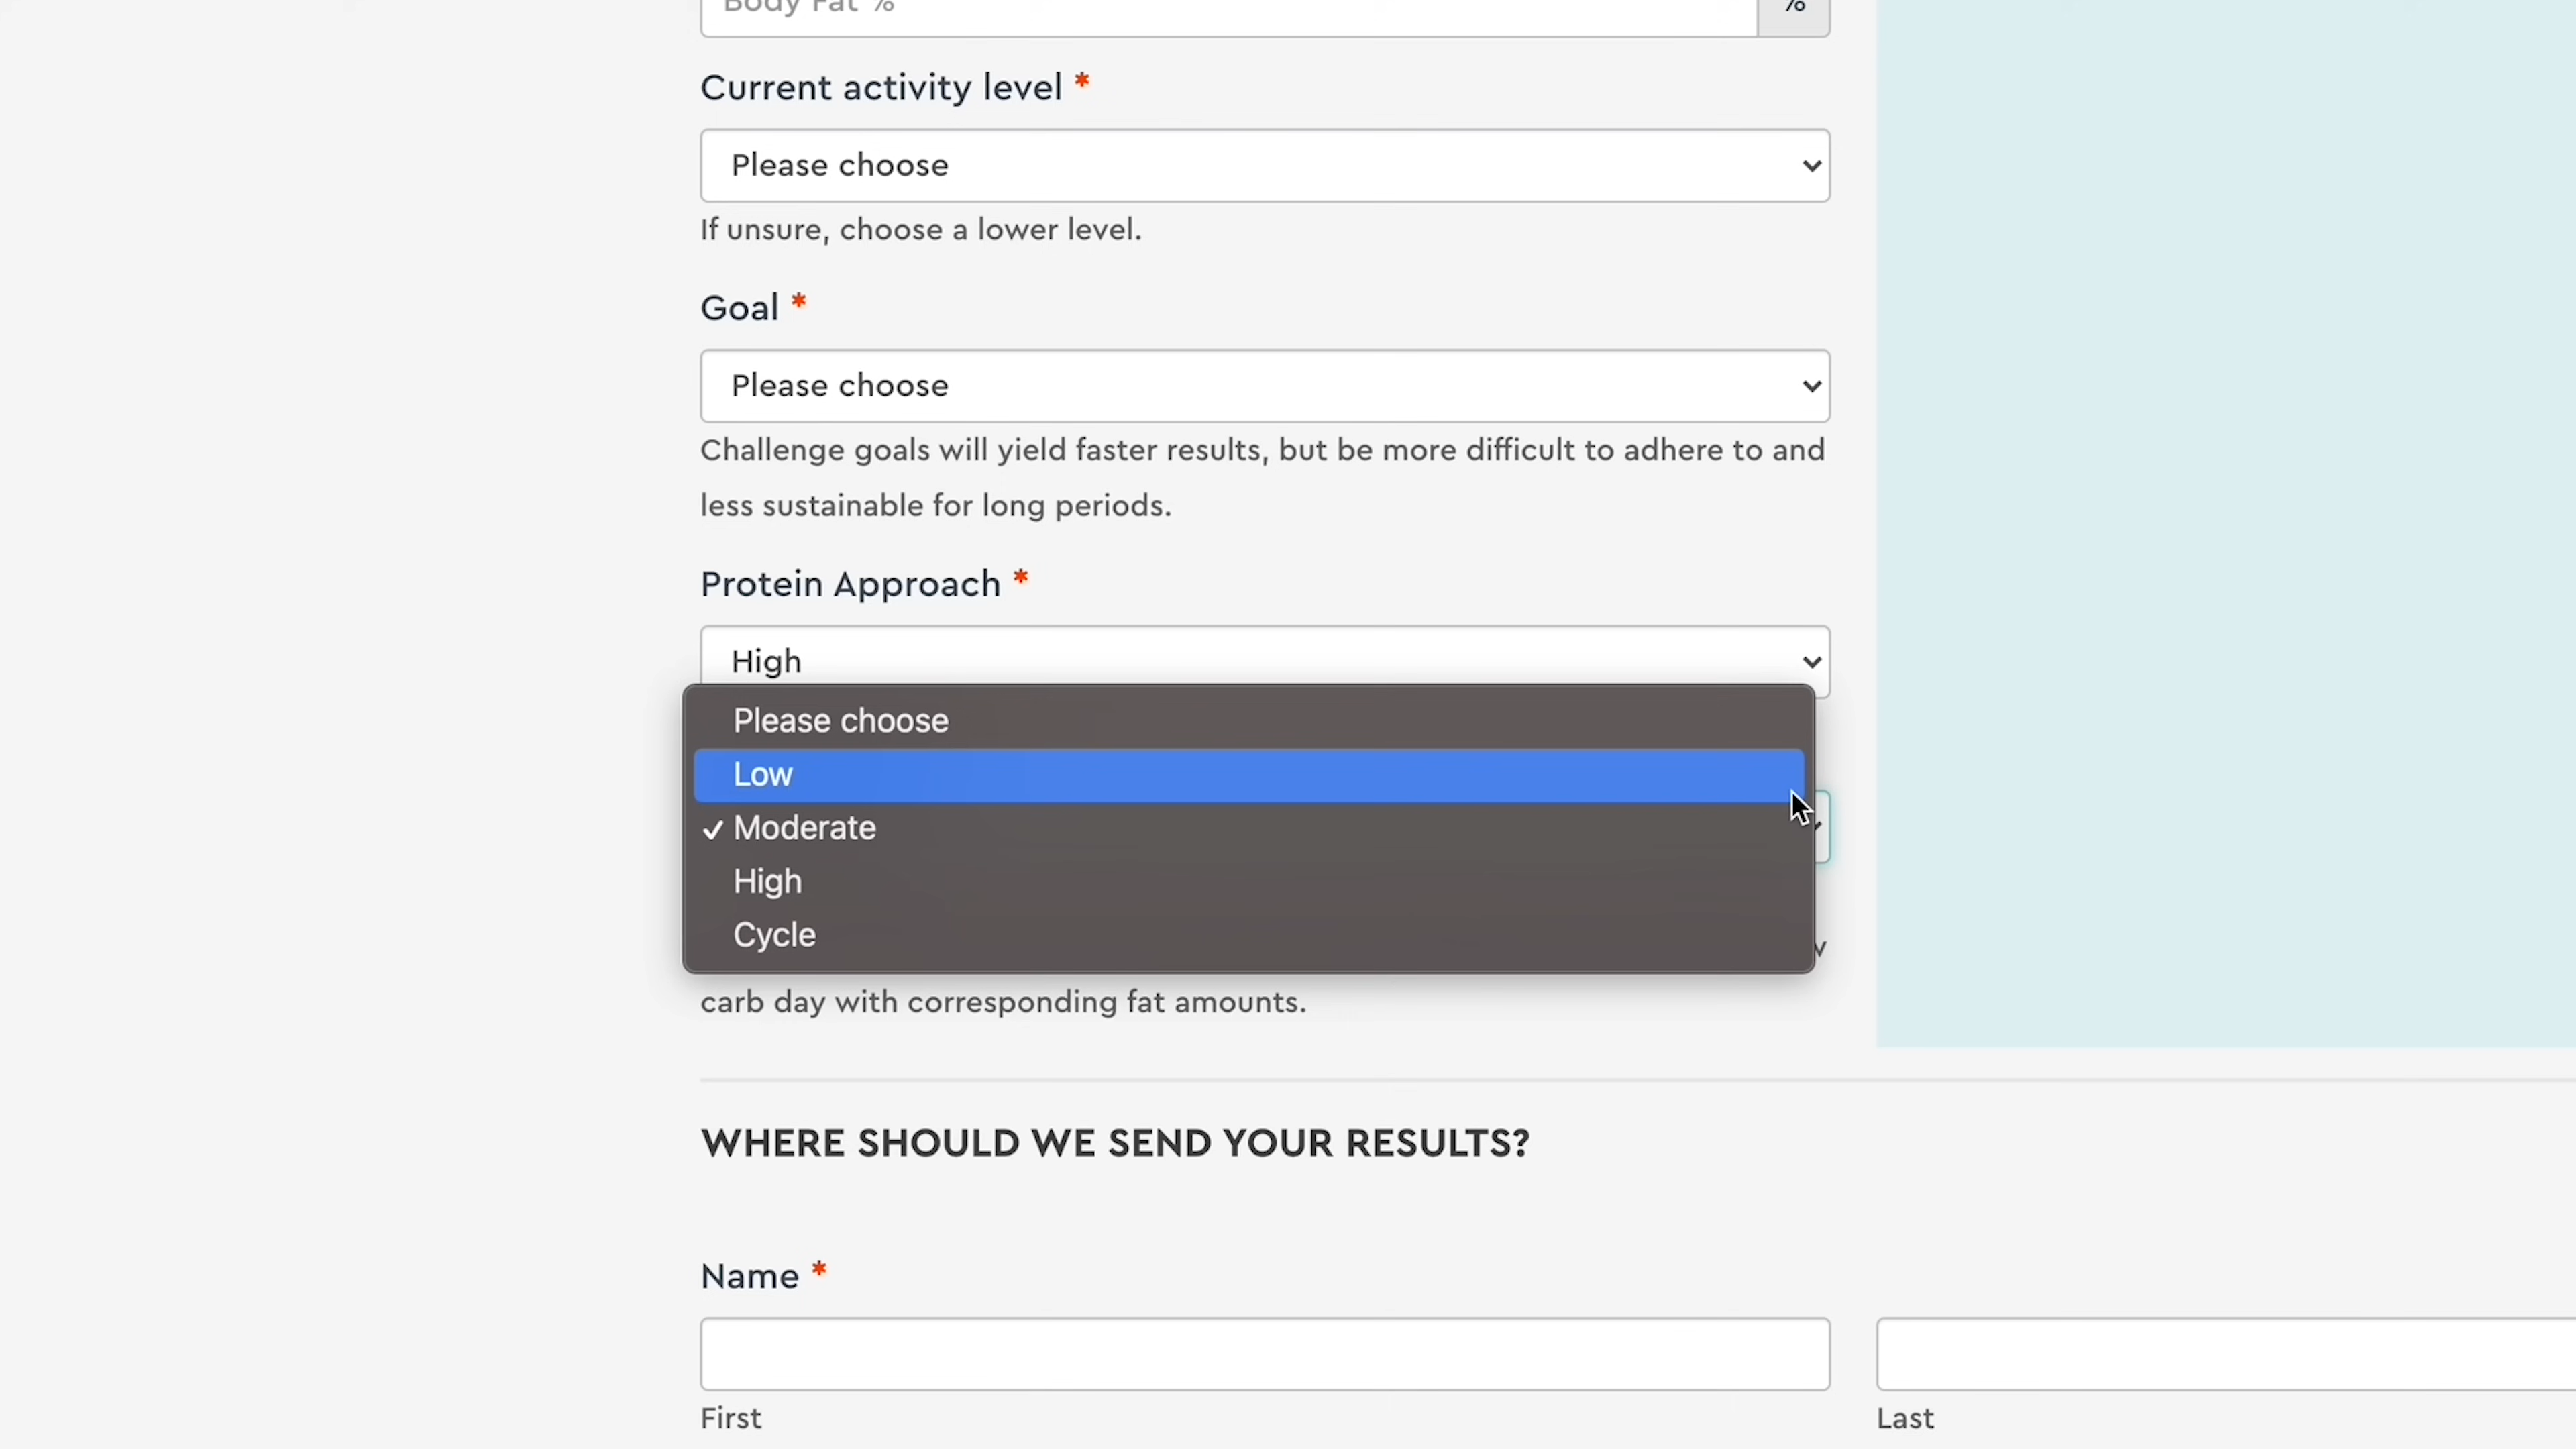 Body Fat %
%
Current activity level *
Please choose
If unsure, choose a lower level.
Goal *
Please choose
Challenge goals will yield faster results, but be more difficult to adhere to and
less sustainable for long periods.
Protein Approach *
High
Please choose
Low
✓ Moderate
High
Cycle
carb day with corresponding fat amounts.
WHERE SHOULD WE SEND YOUR RESULTS?
Name *
First
Last